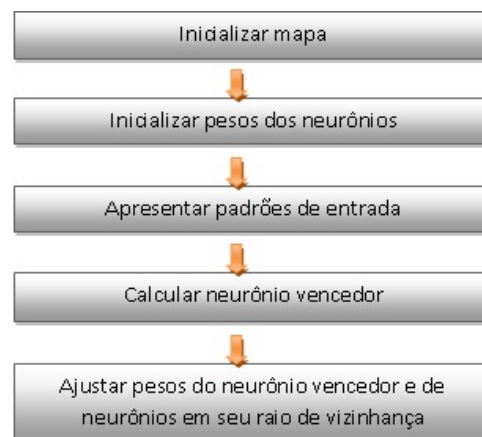 Inicializar mapa
Inicializar pesos dos neurônios
Apresentar padrões de entrada
Calcular neurônio vencedor
Ajustar pesos do neurônio vencedor e de
neurônios em seu raio de vizinhança